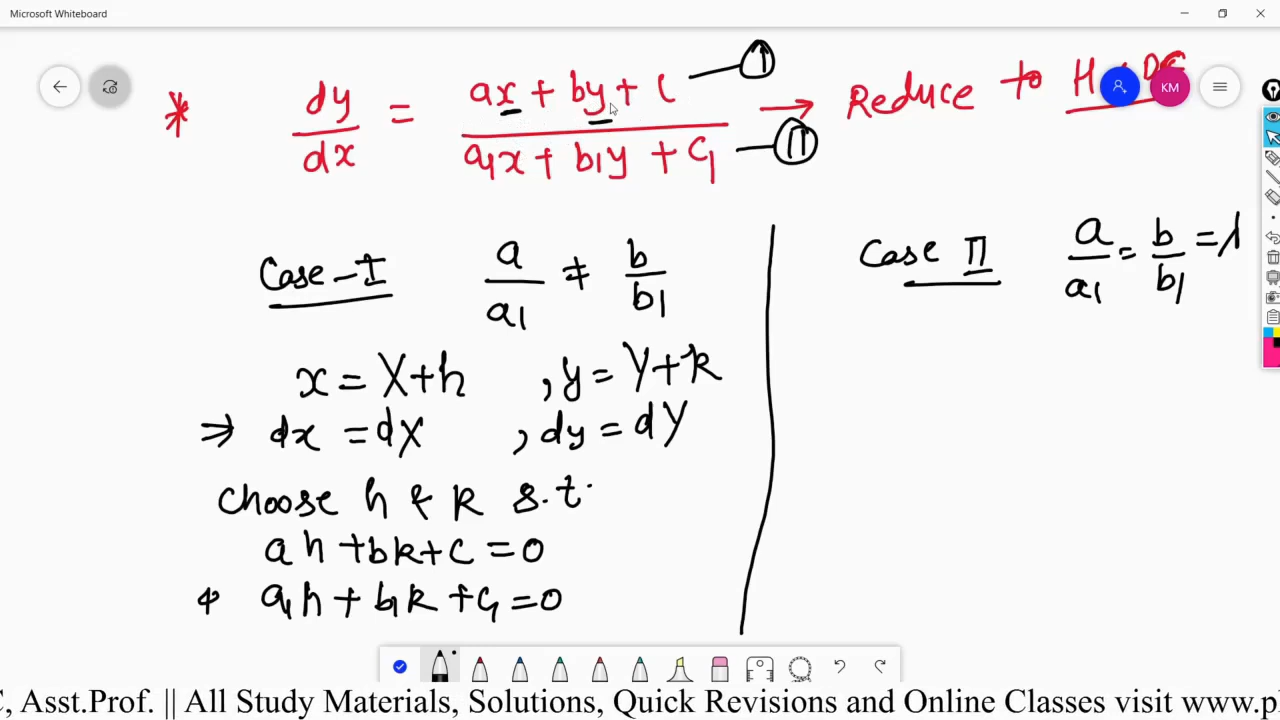 Microsoft Whiteboard
* dy/dx = ax + by + c / a1x + b1y + c1 → Reduce to
I
II
KM
Case - I a/a1 ≠ b/b1
x = X+h , y = Y+k
⇒ dx = dX , dy = dY
Choose h & k s.t.
ah + bk + c = 0
& a1h + b1k + c1 = 0
Case II a/a1 = b/b1 = λ
C, Asst.Prof. || All Study Materials, Solutions, Quick Revisions and Online Classes visit www.pl